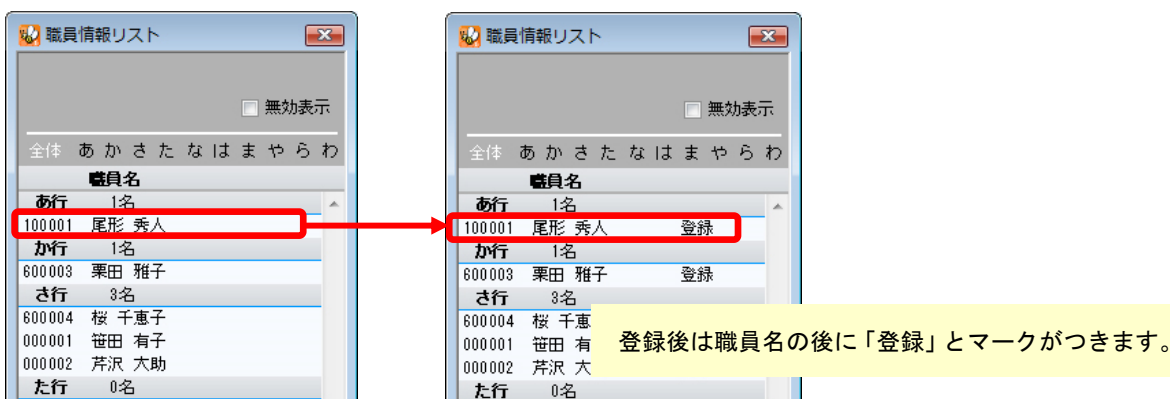 職員情報リスト
無効表示
全体 あ か さ た な は ま や ら わ
職員名
あ行 1名
100001 尾形 秀人
か行 1名
600003 栗田 雅子
さ行 3名
600004 桜 千恵子
000001 笹田 有子
000002 芹沢 大助
た行 0名
職員情報リスト
無効表示
全体 あ か さ た な は ま や ら わ
職員名
あ行 1名
100001 尾形 秀人 登録
か行 1名
600003 栗田 雅子 登録
さ行 3名
600004 桜 千恵
000001 笹田 有
000002 芹沢 大
た行 0名
登録後は職員名の後に「登録」とマークがつきます。